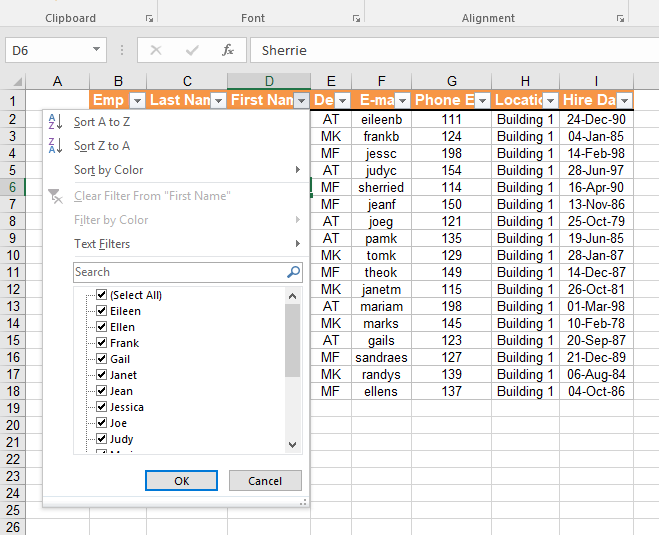 Clipboard Font Alignment
D6 fx Sherrie
A B C D E F G H I
1 Emp Last Nam First Nam De E-ma Phone E Locatio Hire Da
2 AT eileenb 111 Building 1 24-Dec-90
3 MK frankb 124 Building 1 04-Jan-85
4 MF jessc 198 Building 1 14-Feb-98
5 AT judyc 154 Building 1 28-Jun-97
6 MF sherried 114 Building 1 16-Apr-90
7 MF jeanf 150 Building 1 13-Nov-86
8 AT joeg 121 Building 1 25-Oct-79
9 AT pamk 135 Building 1 19-Jun-85
10 MK tomk 129 Building 1 28-Jan-87
11 MF theok 149 Building 1 14-Dec-87
12 MK janetm 115 Building 1 26-Oct-81
13 AT mariam 198 Building 1 01-Mar-98
14 MK marks 145 Building 1 10-Feb-78
15 AT gails 123 Building 1 20-Sep-87
16 MF sandraes 127 Building 1 21-Dec-89
17 MK randys 139 Building 1 06-Aug-84
18 MF ellens 137 Building 1 04-Oct-86
19
20
21
22
23
24
25
26
Sort A to Z
Sort Z to A
Sort by Color
Clear Filter From "First Name"
Filter by Color
Text Filters
Search
(Select All)
Eileen
Ellen
Frank
Gail
Janet
Jean
Jessica
Joe
Judy
OK Cancel